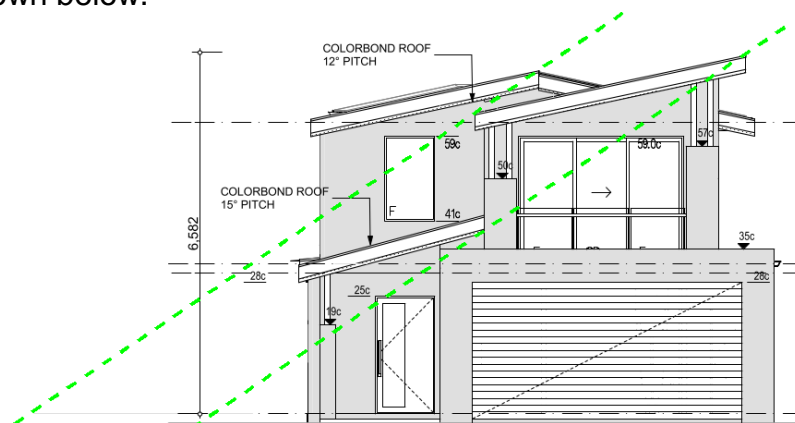 own below:
COLORBOND ROOF
12° PITCH
59c
59.0c
57c
50c
COLORBOND ROOF
15° PITCH
41c
F
6,582
35c
28c
28c
25c
19c